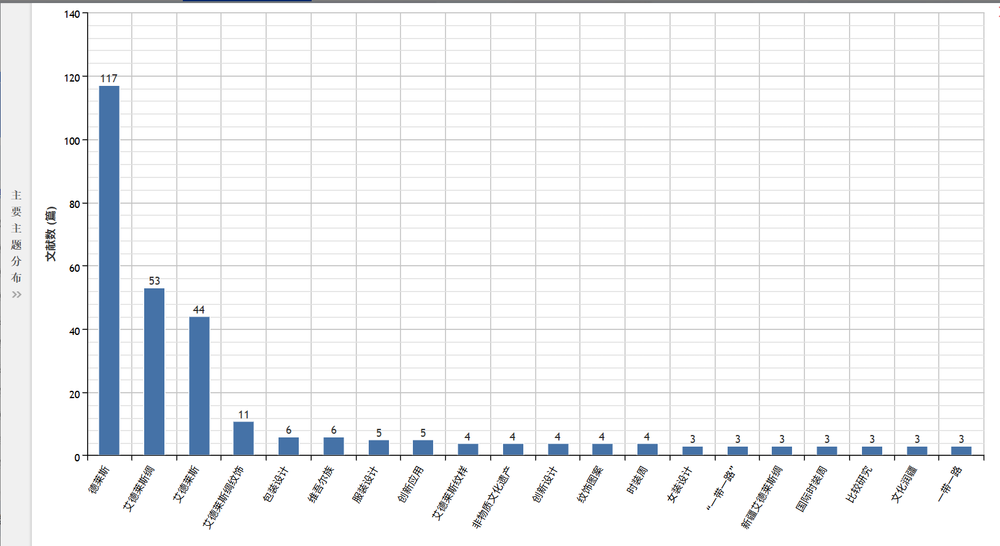 主要主题分布
»
文献数 (篇)
140
120
100
80
60
40
20
0
117
53
44
11
6
6
5
5
4
4
4
4
4
3
3
3
3
3
3
3
德莱斯
艾德莱斯绸
艾德莱斯
艾德莱斯绸纹饰
包装设计
维吾尔族
服装设计
创新应用
艾德莱斯纹样
非物质文化遗产
创新设计
纹饰图案
时装周
女装设计
“一带一路”
新疆艾德莱斯绸
国际时装周
比较研究
文化润疆
一带一路